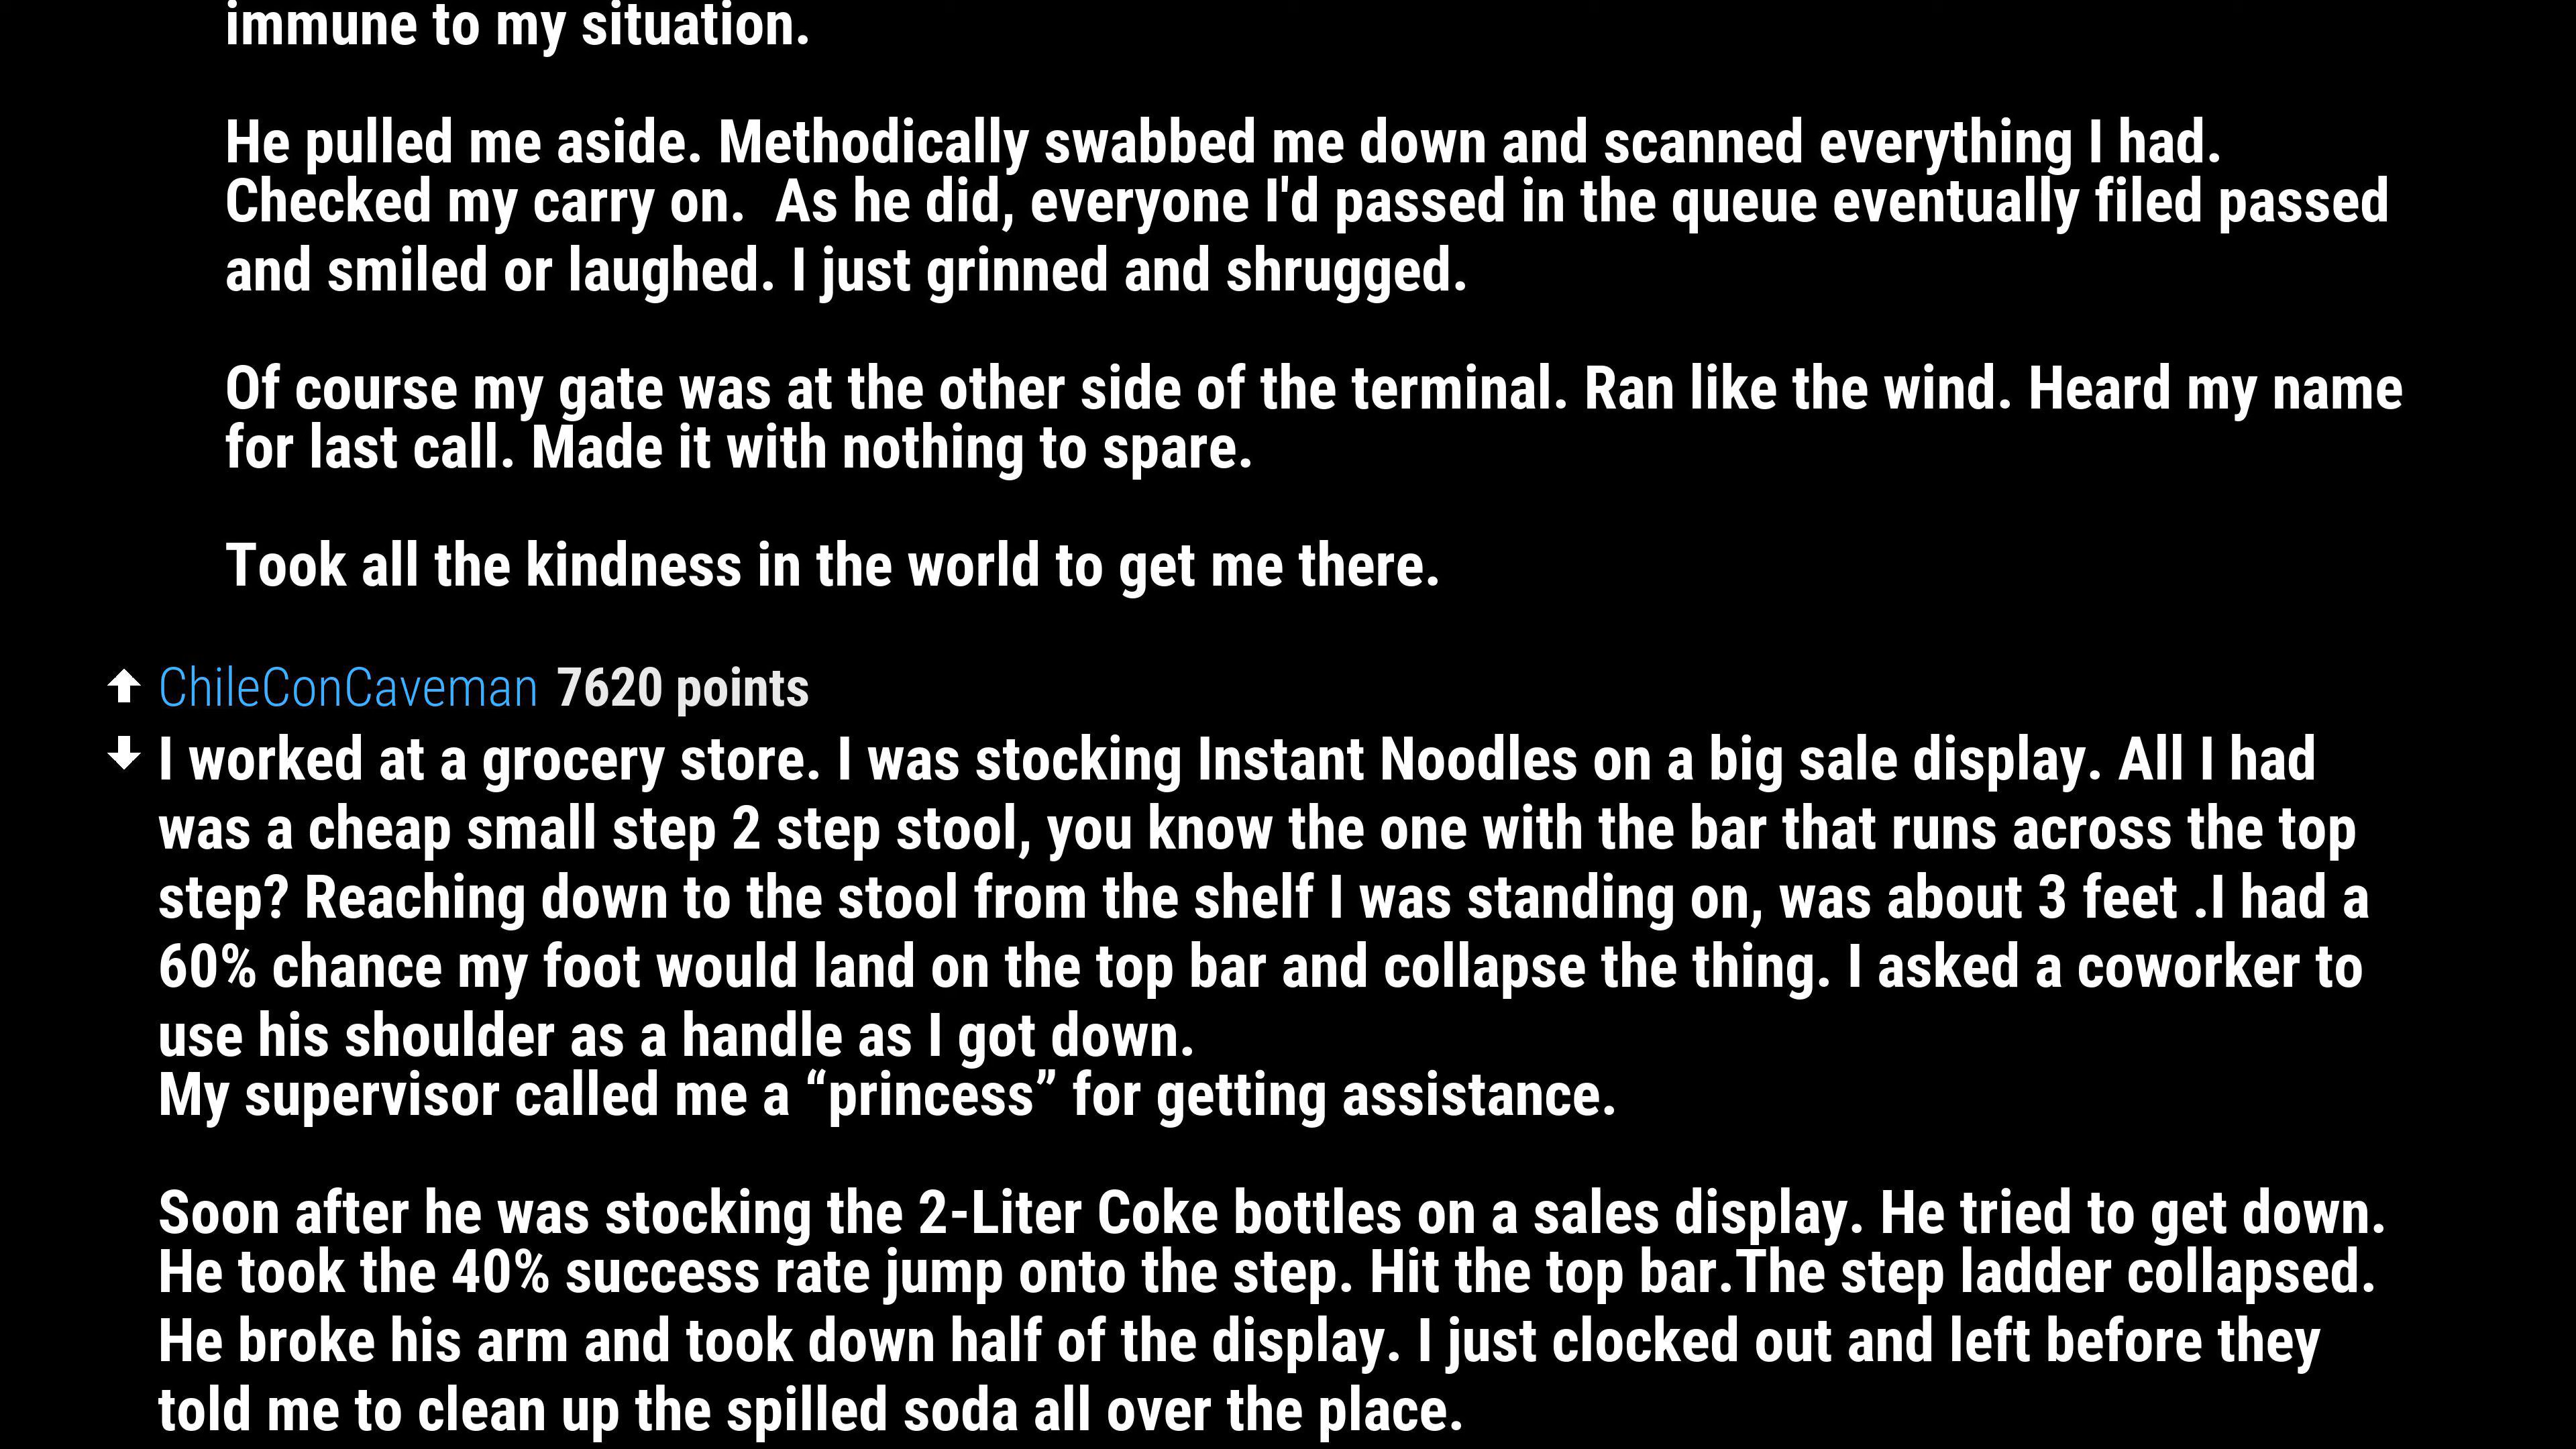 immune to my situation.
He pulled me aside. Methodically swabbed me down and scanned everything I had.
Checked my carry on.  As he did, everyone I'd passed in the queue eventually filed passed
and smiled or laughed. I just grinned and shrugged.
Of course my gate was at the other side of the terminal. Ran like the wind. Heard my name
for last call. Made it with nothing to spare.
Took all the kindness in the world to get me there.
ChileConCaveman 7620 points
I worked at a grocery store. I was stocking Instant Noodles on a big sale display. All I had
was a cheap small step 2 step stool, you know the one with the bar that runs across the top
step? Reaching down to the stool from the shelf I was standing on, was about 3 feet .I had a
60% chance my foot would land on the top bar and collapse the thing. I asked a coworker to
use his shoulder as a handle as I got down.
My supervisor called me a “princess” for getting assistance.
Soon after he was stocking the 2-Liter Coke bottles on a sales display. He tried to get down.
He took the 40% success rate jump onto the step. Hit the top bar.The step ladder collapsed.
He broke his arm and took down half of the display. I just clocked out and left before they
told me to clean up the spilled soda all over the place.